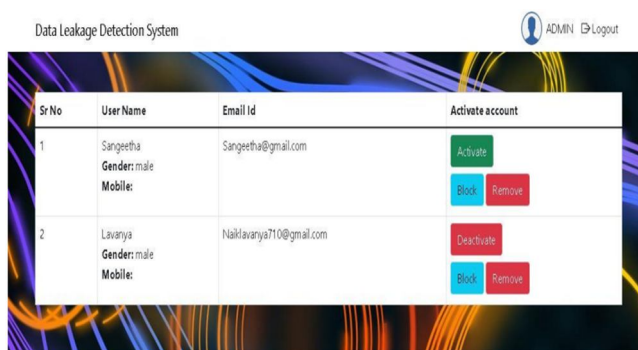 Data Leakage Detection System
ADMIN Logout
Sr No User Name Email Id Activate account
1 Sangeetha Sangeetha@gmail.com Activate
Gender: male
Mobile: Block Remove
2 Lavanya Naiklavanya710@gmail.com Deactivate
Gender: male
Mobile: Block Remove